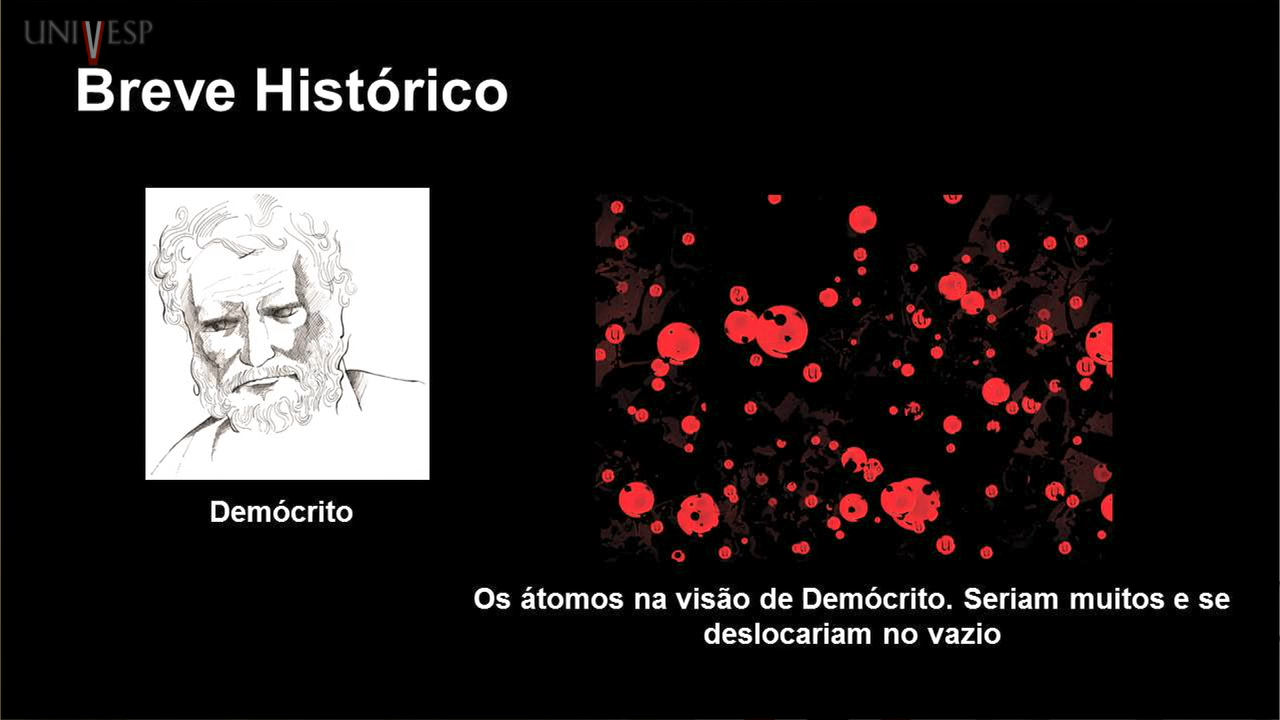 UNIVESP
Breve Histórico
Demócrito
Os átomos na visão de Demócrito. Seriam muitos e se
deslocariam no vazio